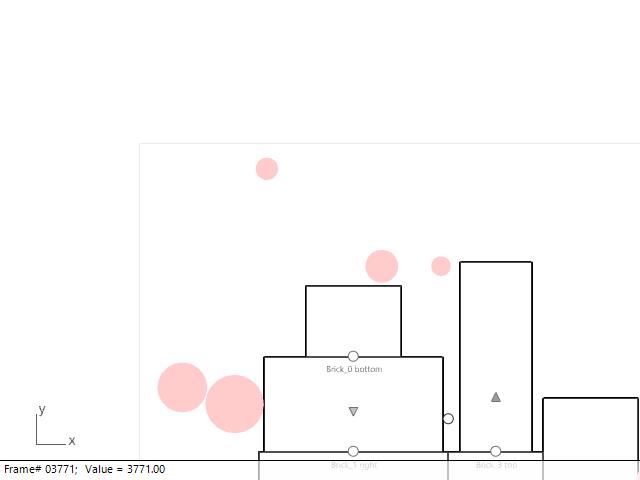 Brick_0 bottom
y
x
Brick_1 right
Brick_3 top
Frame# 03771;  Value = 3771.00